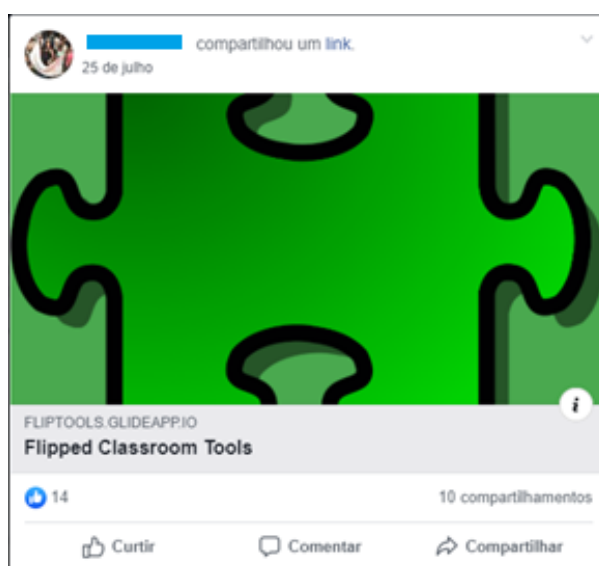 compartilhou um link.
25 de julho
i
FLIPTOOLS.GLIDEAPP.IO
Flipped Classroom Tools
14
10 compartilhamentos
Curtir Comentar Compartilhar